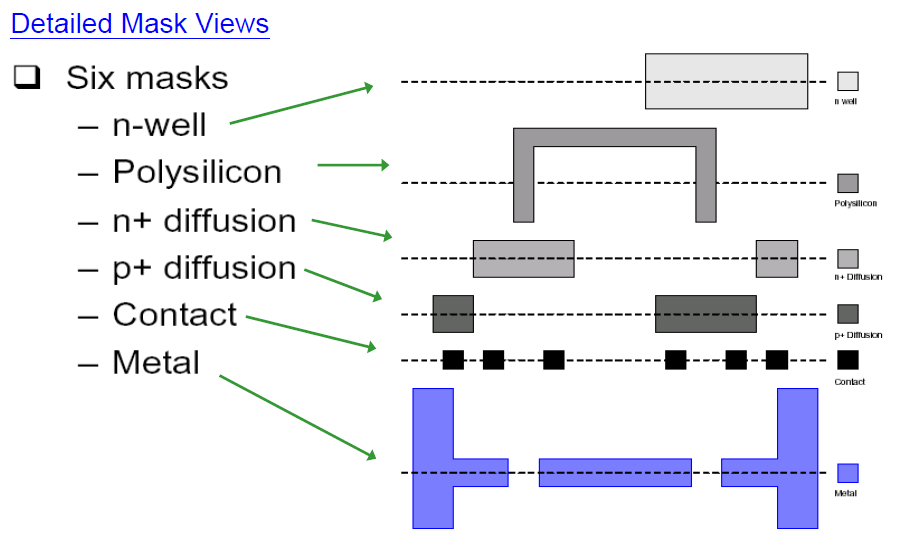 Detailed Mask Views
❑ Six masks
– n-well
– Polysilicon
– n+ diffusion
– p+ diffusion
– Contact
– Metal
n well
Polysilicon
n+ Diffusion
p+ Diffusion
Contact
Metal